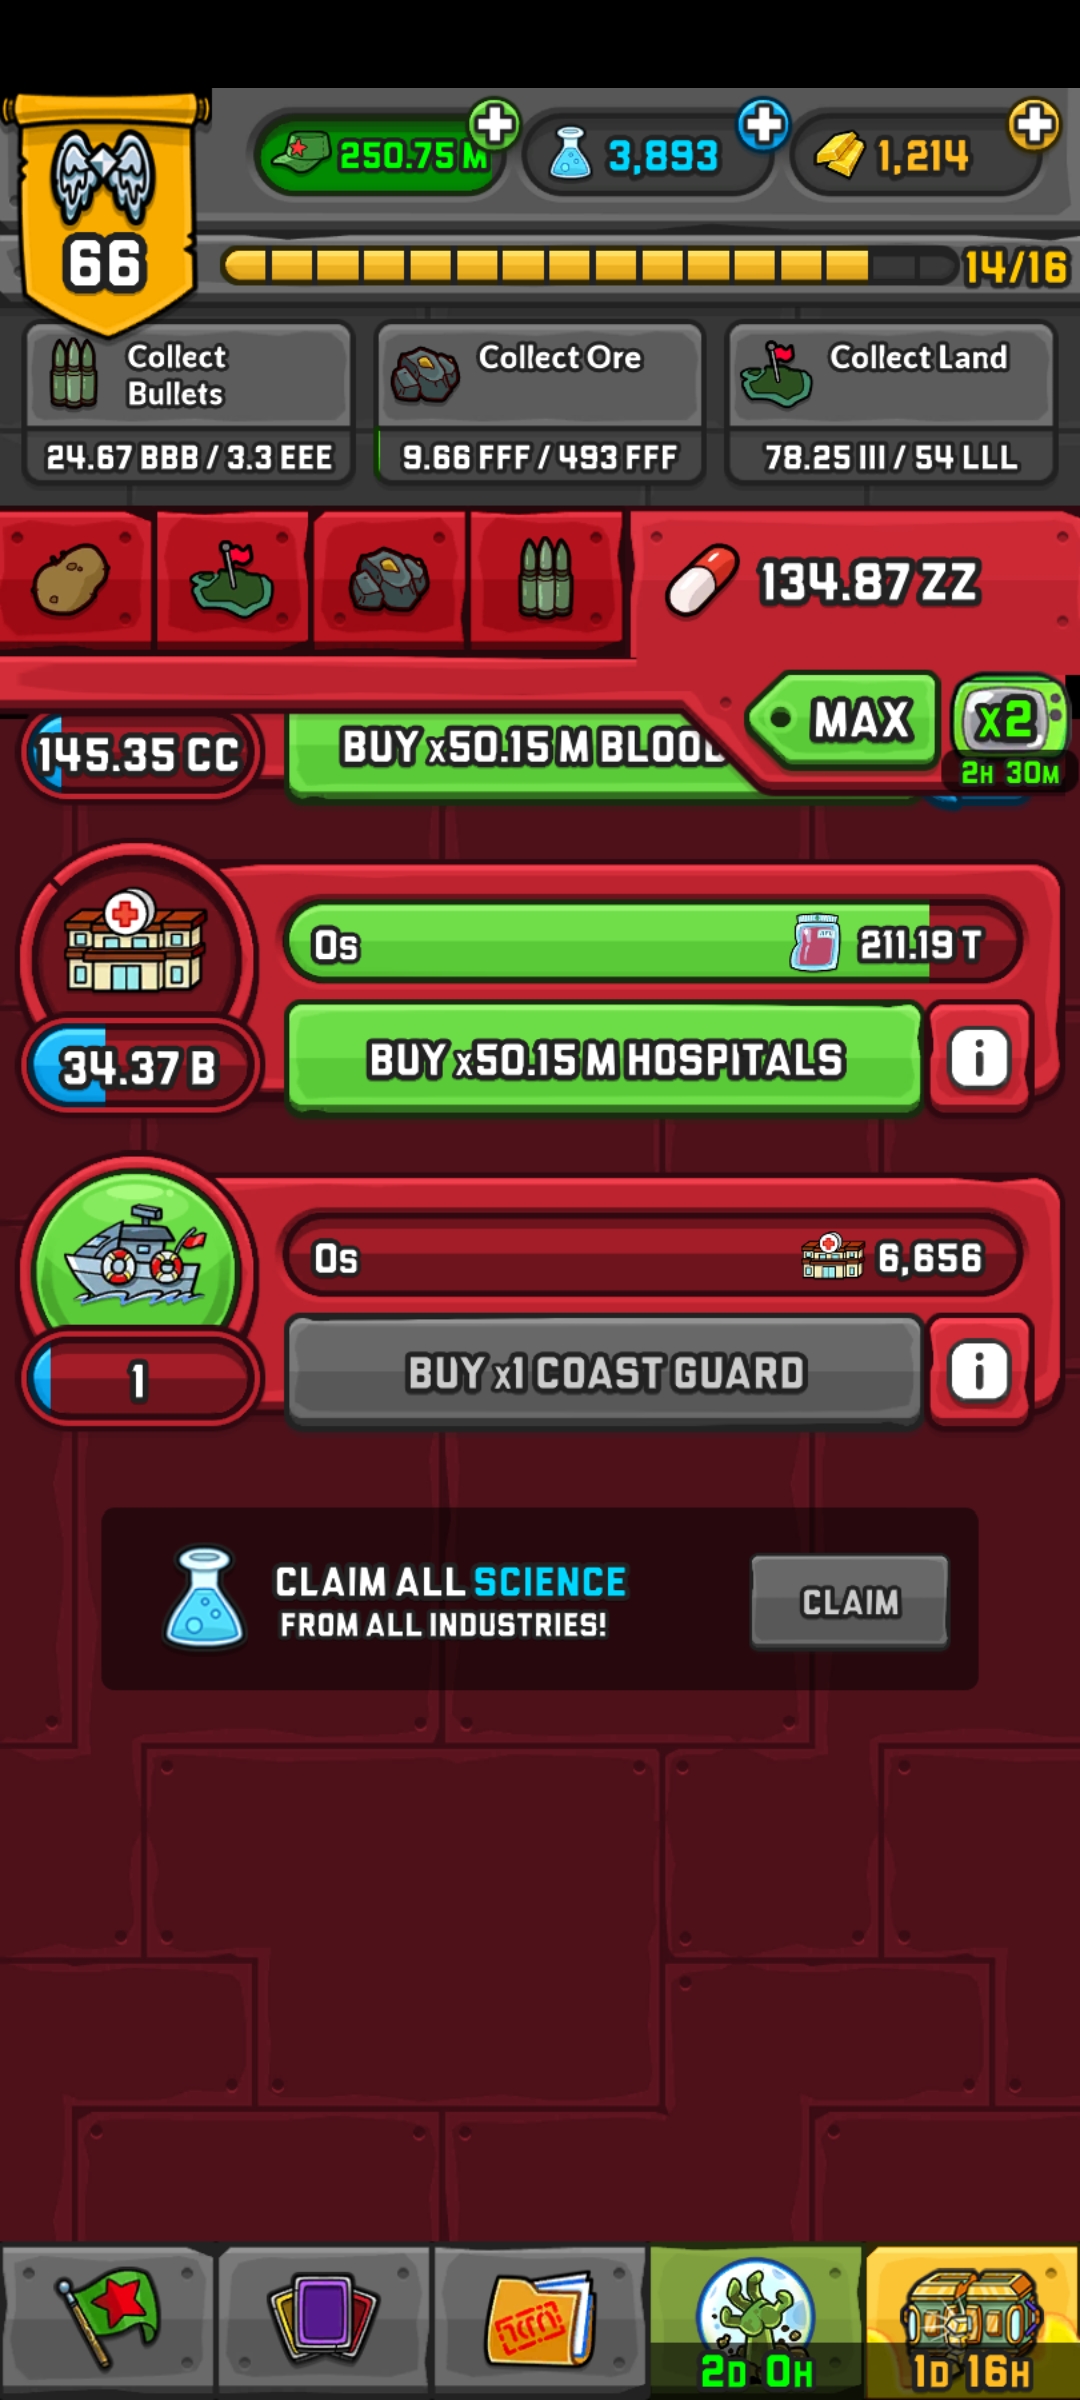 250.75 M
3,893
1,214
66
14/16
Collect
Bullets
24.67 BBB / 3.3 EEE
Collect Ore
9.66 FFF / 493 FFF
Collect Land
78.25 III / 54 LLL
134.87 ZZ
MAX
x2
2H 30M
145.35 CC
BUY x50.15 M BLOOD
0s
211.19 T
34.37 B
BUY x50.15 M HOSPITALS
i
0s
6,656
1
BUY x1 COAST GUARD
i
CLAIM ALL SCIENCE
FROM ALL INDUSTRIES!
CLAIM
2D 0H
1D 16H